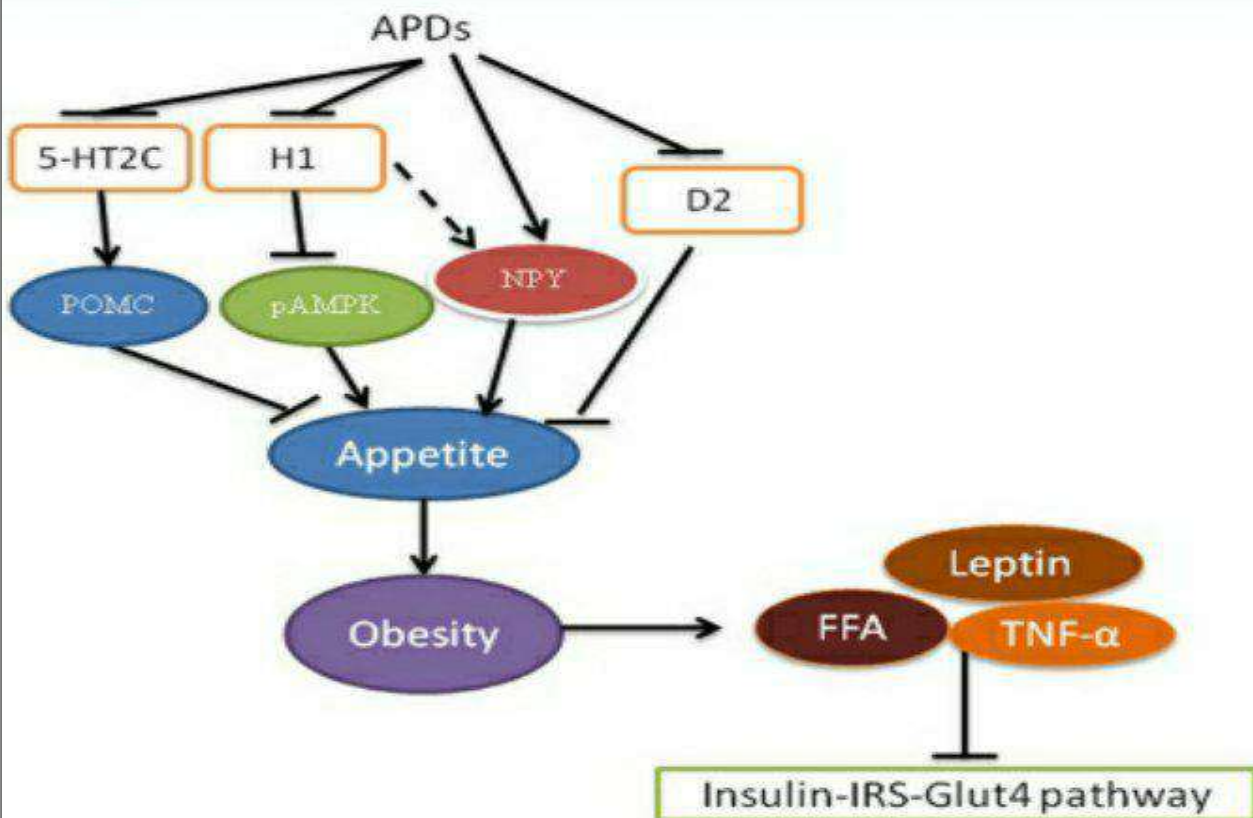 APDs
5-HT2C
H1
D2
POMC
pAMPK
NPY
Appetite
Obesity
Leptin
FFA
TNF-α
Insulin-IRS-Glut4 pathway